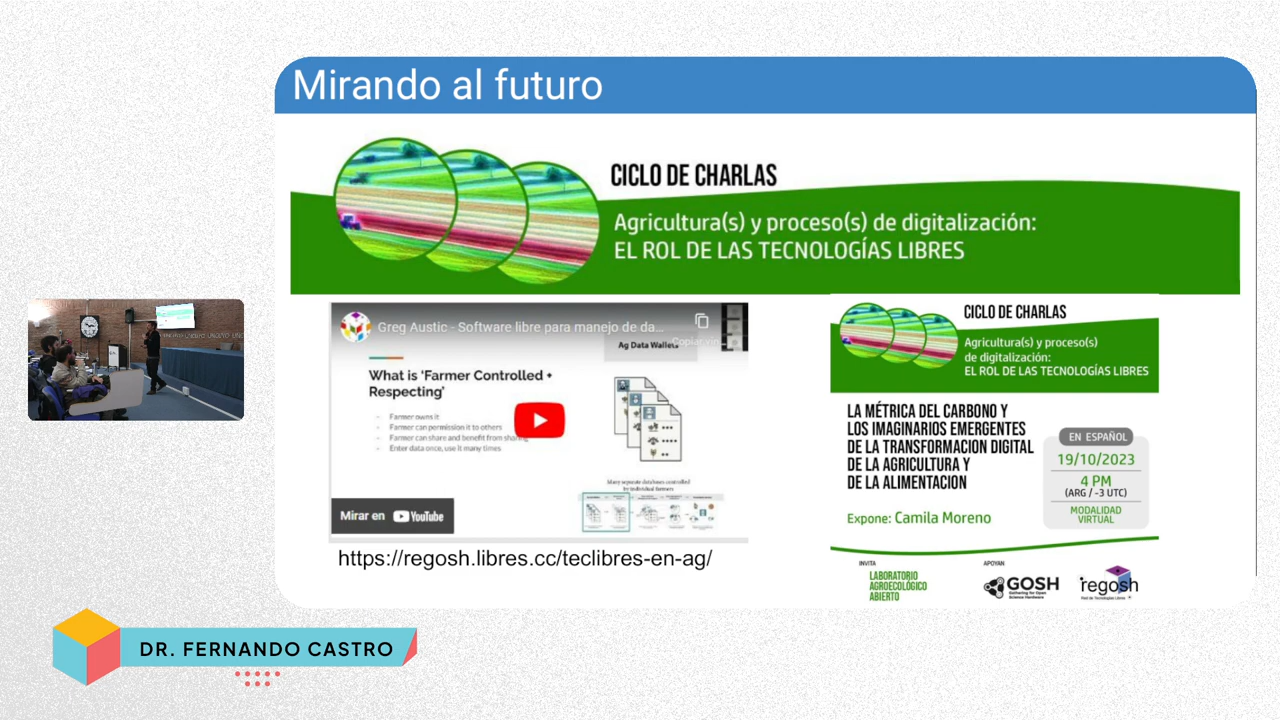 Mirando al futuro
CICLO DE CHARLAS
Agricultura(s) y proceso(s) de digitalización:
EL ROL DE LAS TECNOLOGÍAS LIBRES
Greg Austic - Software libre para manejo de da...
Ag Data Wallets
What is 'Farmer Controlled +
Respecting'
- Farmer owns it
- Farmer can permission it to others
- Farmer can share and benefit from sharing
- Enter data once, use it many times
Many separate databases controlled
by individual farmers
Mirar en YouTube
https://regosh.libres.cc/teclibres-en-ag/
CICLO DE CHARLAS
Agricultura(s) y proceso(s)
de digitalización:
EL ROL DE LAS TECNOLOGÍAS LIBRES
LA MÉTRICA DEL CARBONO Y
LOS IMAGINARIOS EMERGENTES
DE LA TRANSFORMACION DIGITAL
DE LA AGRICULTURA Y
DE LA ALIMENTACION
Expone: Camila Moreno
EN ESPAÑOL
19/10/2023
4 PM
(ARG / -3 UTC)
MODALIDAD
VIRTUAL
INVITA
LABORATORIO
AGROECOLÓGICO
ABIERTO
APOYAN
GOSH
Gathering for Open
Science Hardware
regosh
Red de Tecnologías Libres
DR. FERNANDO CASTRO